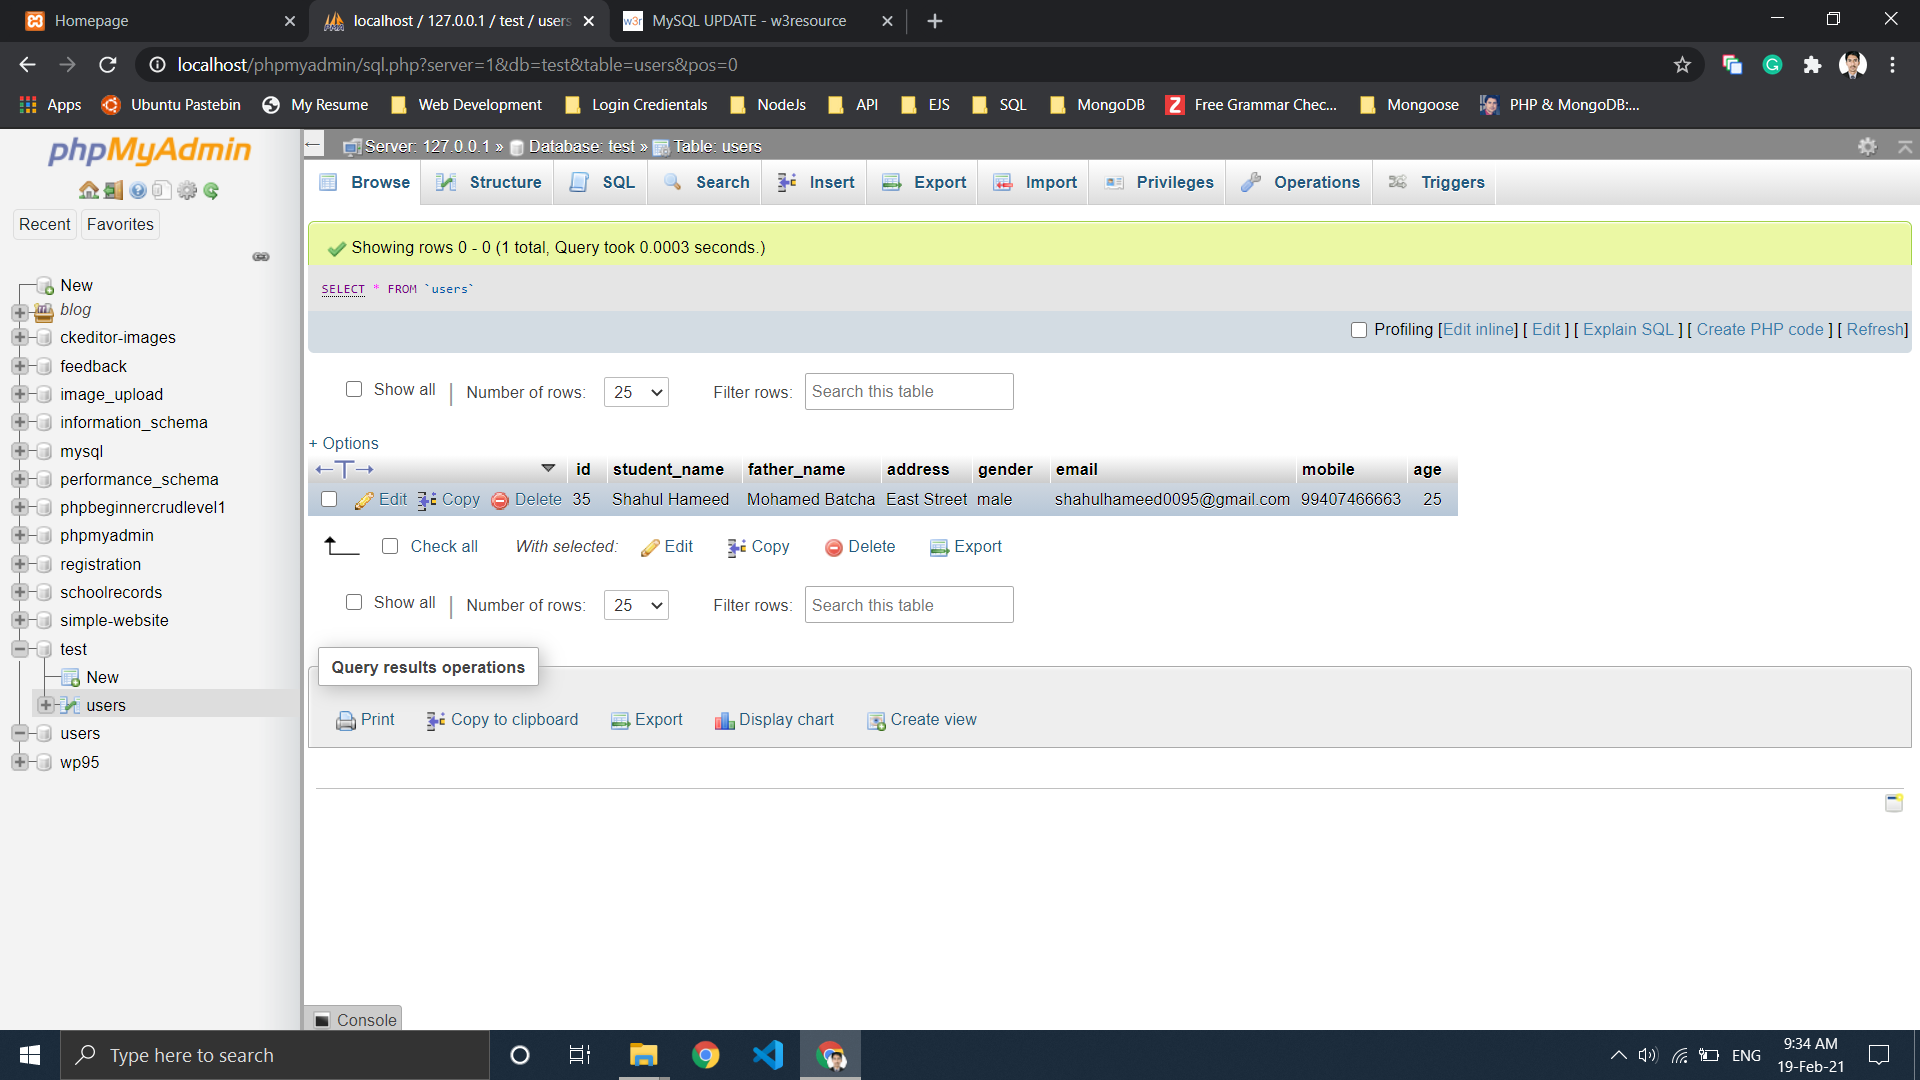 Homepage
localhost / 127.0.0.1 / test / users
w3r MySQL UPDATE - w3resource
localhost/phpmyadmin/sql.php?server=1&db=test&table=users&pos=0
Apps Ubuntu Pastebin My Resume Web Development Login Credientals NodeJs API EJS SQL MongoDB Free Grammar Chec... Mongoose PHP & MongoDB:...
phpMyAdmin
Recent Favorites
New
blog
ckeditor-images
feedback
image_upload
information_schema
mysql
performance_schema
phpbeginnercrudlevel1
phpmyadmin
registration
schoolrecords
simple-website
test
New
users
users
wp95
Server: 127.0.0.1 » Database: test » Table: users
Browse Structure SQL Search Insert Export Import Privileges Operations Triggers
Showing rows 0 - 0 (1 total, Query took 0.0003 seconds.)
SELECT * FROM `users`
Profiling [Edit inline] [ Edit ] [ Explain SQL ] [ Create PHP code ] [ Refresh]
Show all | Number of rows: 25 Filter rows: Search this table
+ Options
←T→ id student_name father_name address gender email mobile age
Edit Copy Delete 35 Shahul Hameed Mohamed Batcha East Street male shahulhameed0095@gmail.com 99407466663 25
Check all With selected: Edit Copy Delete Export
Show all | Number of rows: 25 Filter rows: Search this table
Query results operations
Print Copy to clipboard Export Display chart Create view
Console
Type here to search
ENG
9:34 AM
19-Feb-21